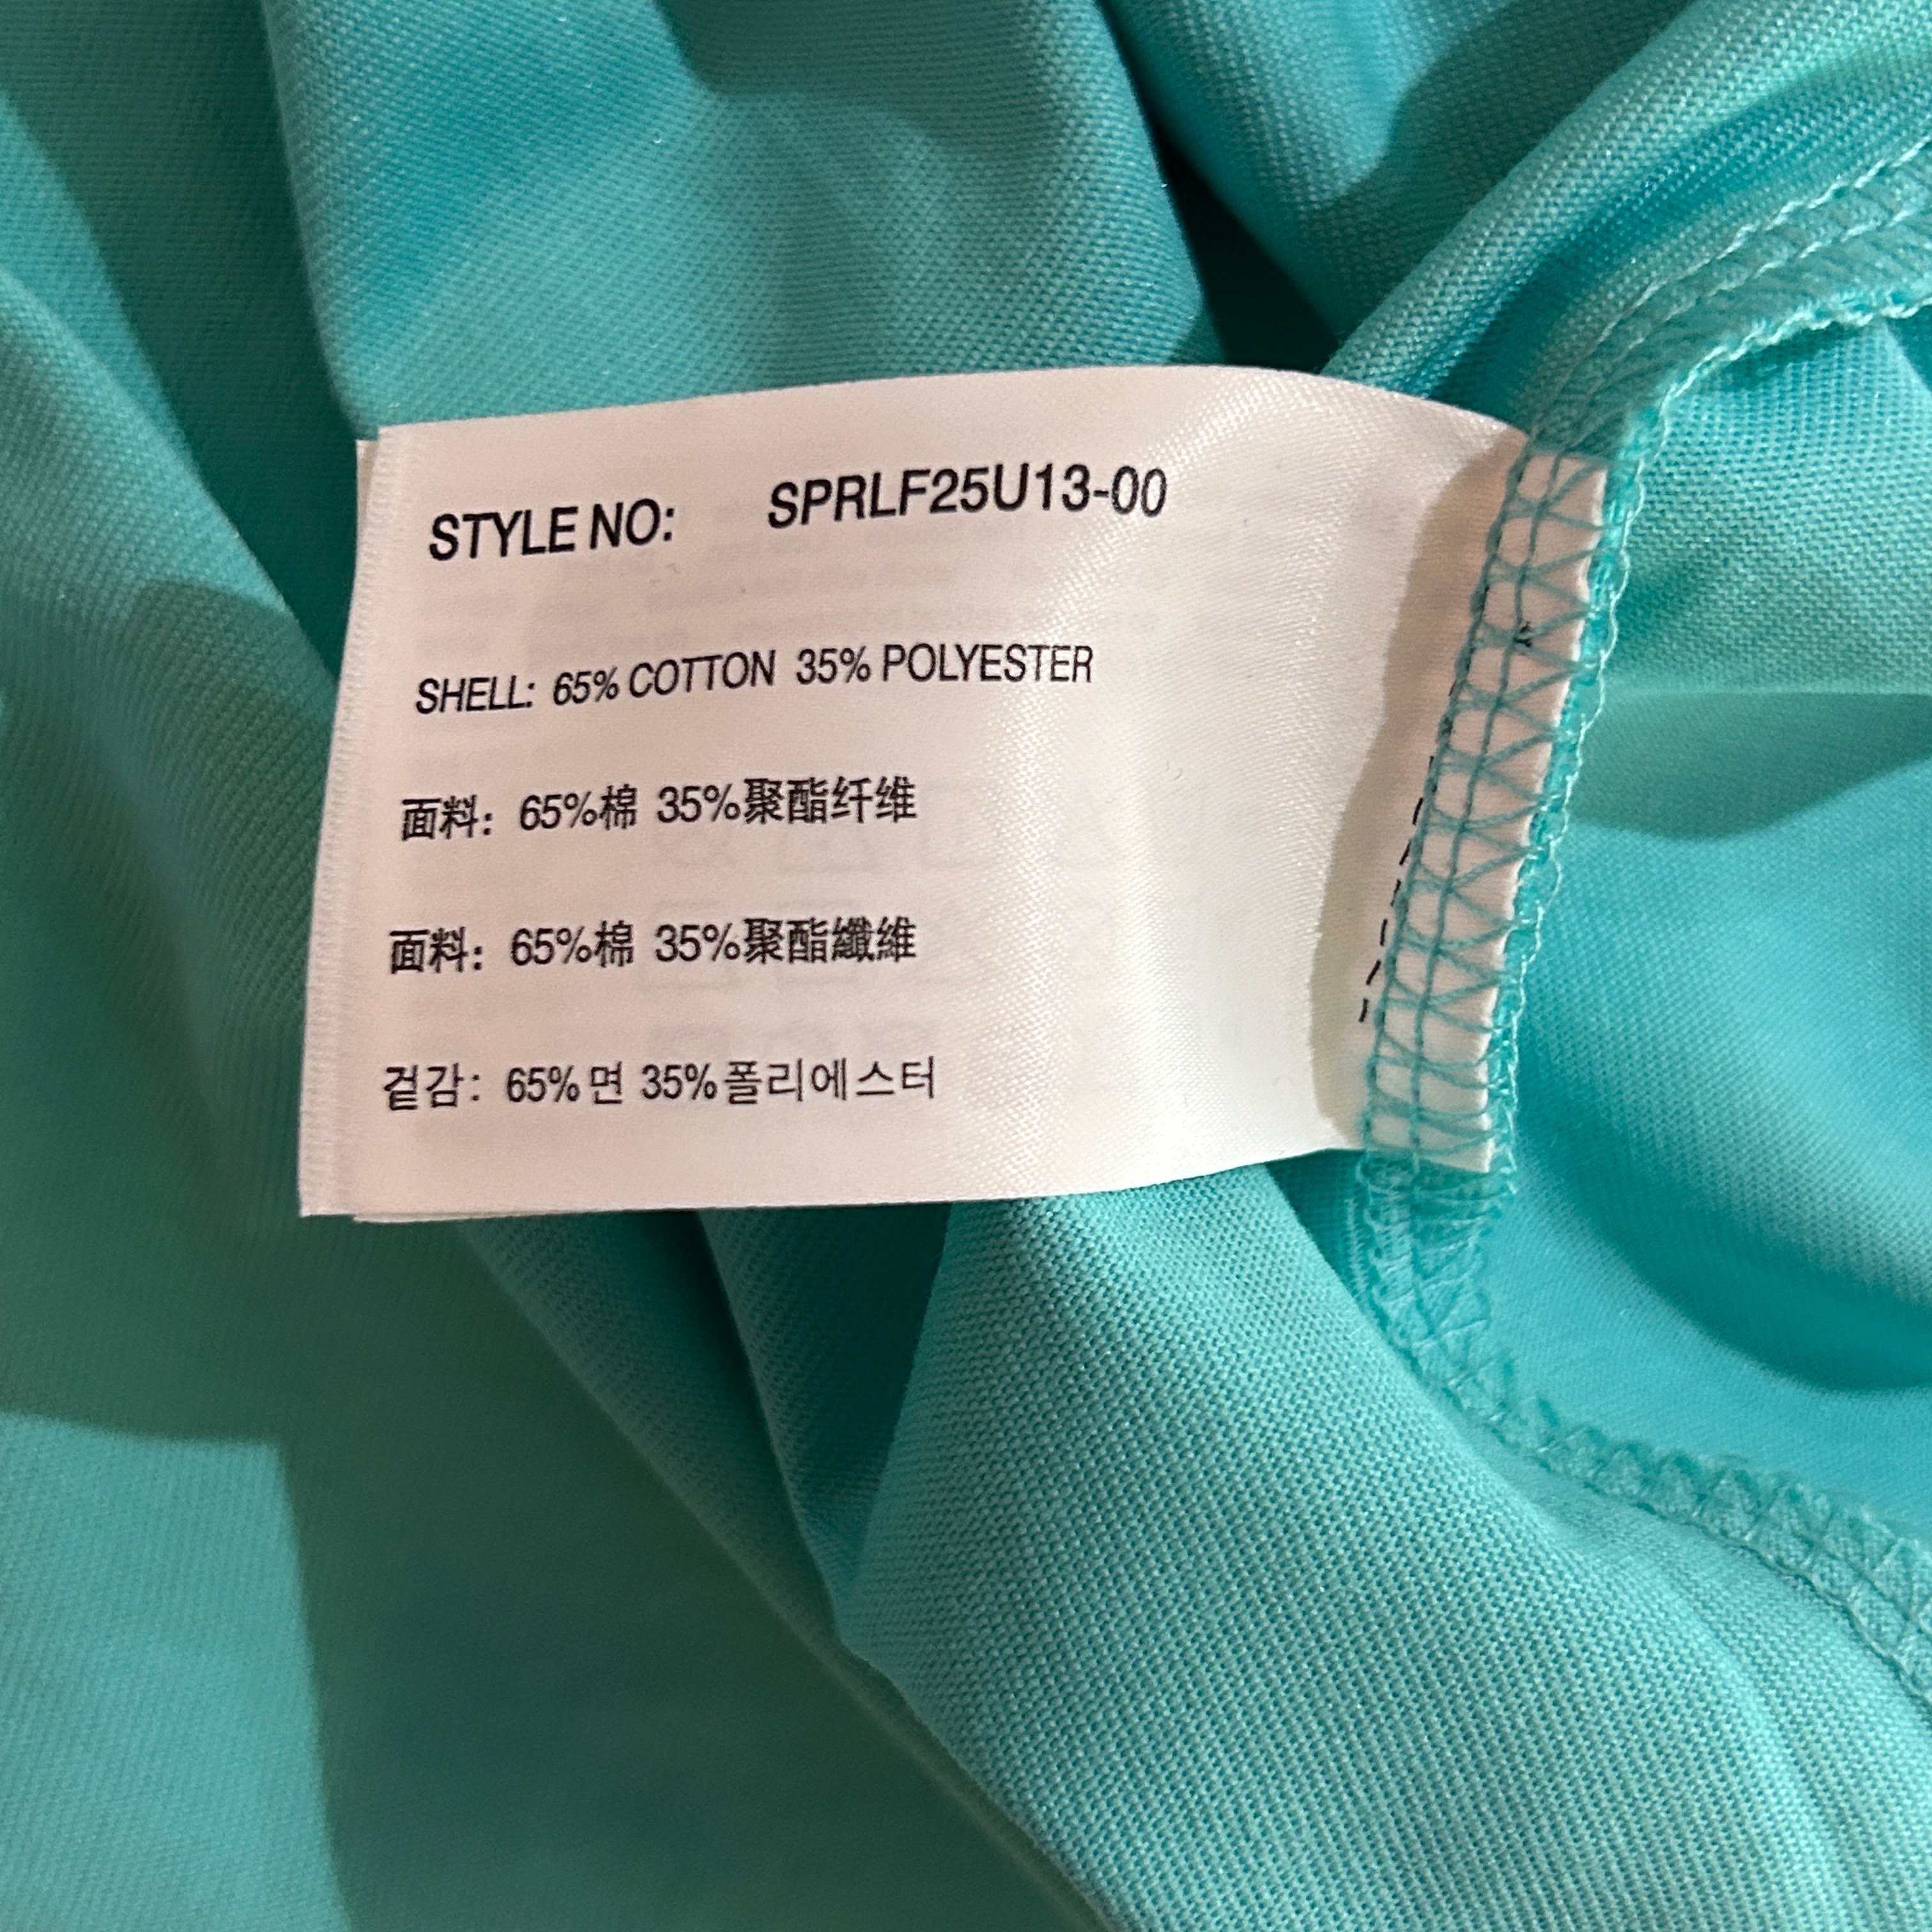 STYLE NO: SPRLF25U13-00
SHELL: 65% COTTON 35% POLYESTER
面料: 65%棉 35%聚酯纤维
面料: 65%棉 35%聚酯纖維
겉감: 65% 면 35% 폴리에스터